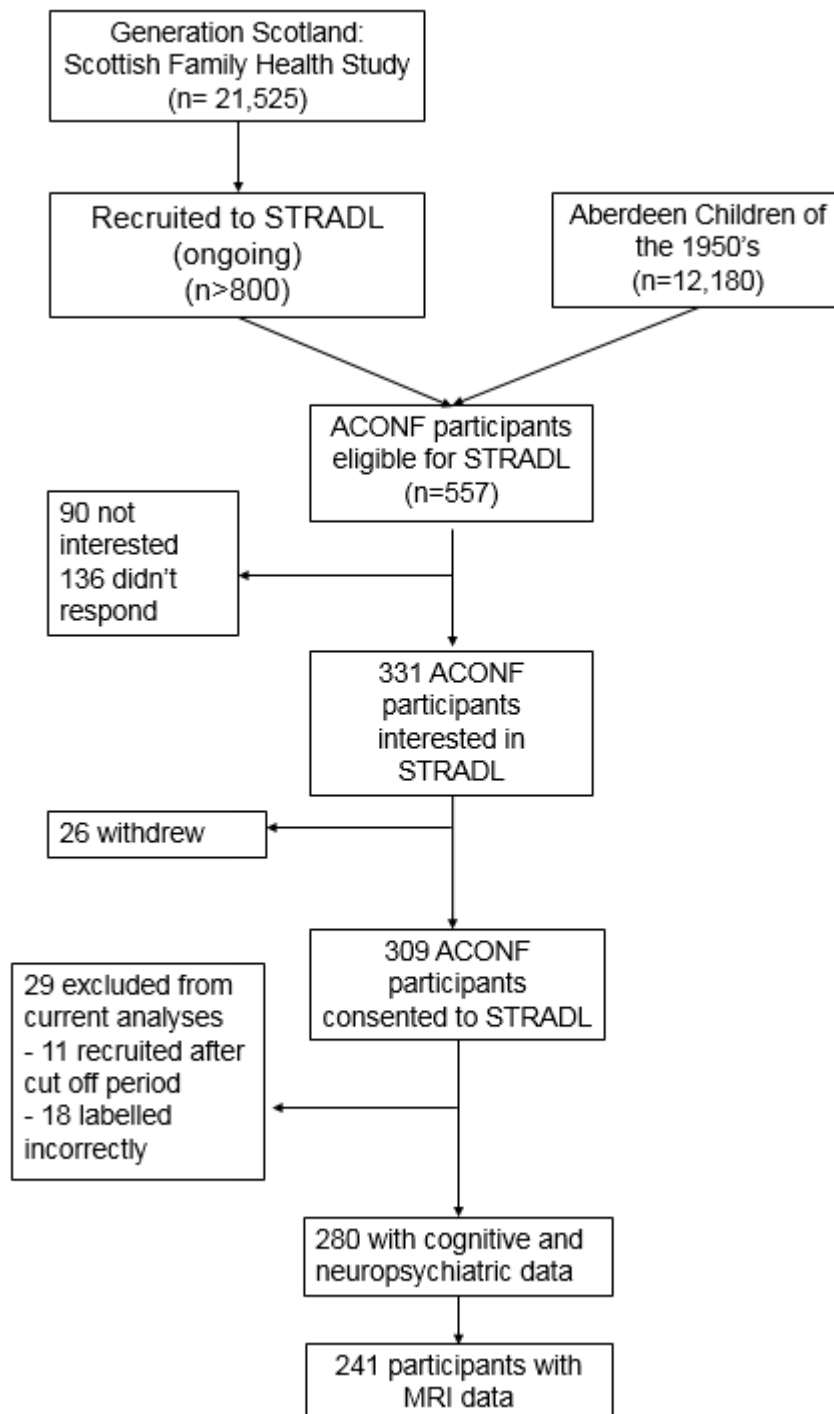 Generation Scotland:
Scottish Family Health Study
(n= 21,525)
Recruited to STRADL
(ongoing)
(n>800)
Aberdeen Children of
the 1950's
(n=12,180)
ACONF participants
eligible for STRADL
(n=557)
90 not
interested
136 didn't
respond
331 ACONF
participants
interested in
STRADL
26 withdrew
309 ACONF
participants
consented to STRADL
29 excluded from
current analyses
- 11 recruited after
cut off period
- 18 labelled
incorrectly
280 with cognitive and
neuropsychiatric data
241 participants with
MRI data